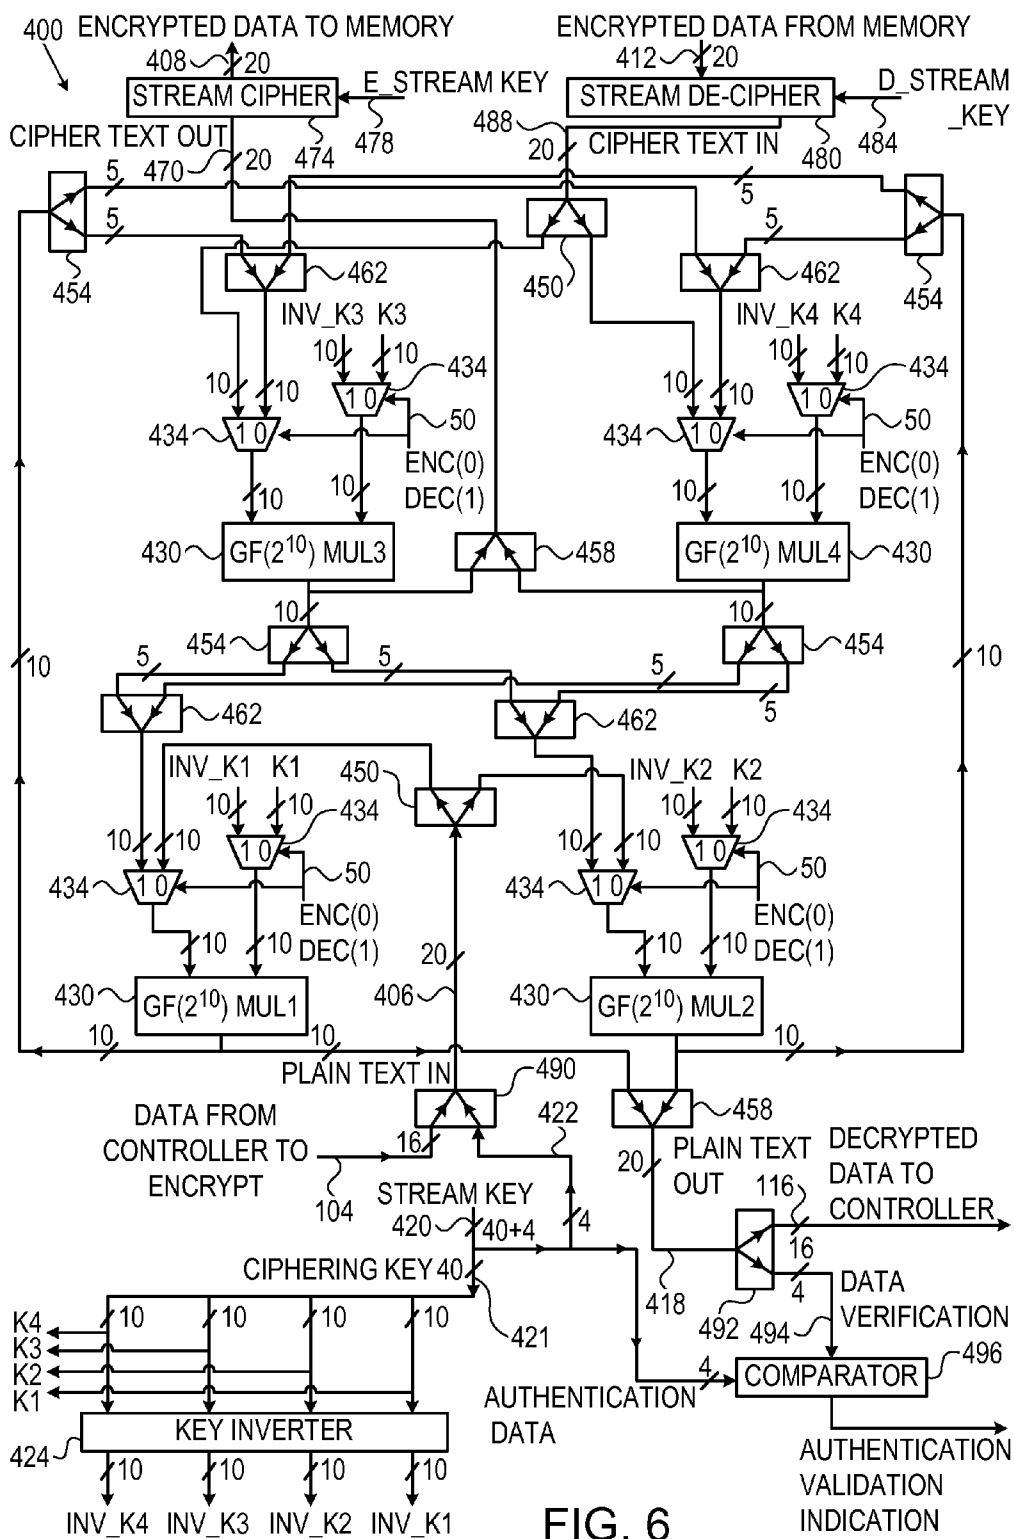 400
ENCRYPTED DATA TO MEMORY
ENCRYPTED DATA FROM MEMORY
408
20
412
20
STREAM CIPHER
E_STREAM KEY
STREAM DE-CIPHER
D_STREAM
_KEY
CIPHER TEXT OUT
470
20
474
478
488
20
CIPHER TEXT IN
480
484
5
5
454
462
450
5
5
462
454
INV_K3 K3
10
10
434
10
10
434
1 0
1 0
50
ENC(0)
DEC(1)
10
10
INV_K4 K4
10
10
434
10
10
434
1 0
1 0
50
ENC(0)
DEC(1)
10
10
430
GF(2¹⁰) MUL3
458
GF(2¹⁰) MUL4
430
10
454
10
454
10
10
5
5
5
5
462
462
INV_K1 K1
10
10
434
10
10
434
1 0
1 0
50
ENC(0)
DEC(1)
10
10
450
INV_K2 K2
10
10
434
10
10
434
1 0
1 0
50
ENC(0)
DEC(1)
10
10
20
406
430
GF(2¹⁰) MUL1
430
GF(2¹⁰) MUL2
10
10
10
PLAIN TEXT IN
490
458
DATA FROM
CONTROLLER TO
ENCRYPT
16
104
422
20
PLAIN TEXT
OUT
DECRYPTED
DATA TO
CONTROLLER
116
16
4
STREAM KEY
420
40+4
4
CIPHERING KEY 40
421
418
492
494
DATA
VERIFICATION
10
10
10
10
K4
K3
K2
K1
4
COMPARATOR
496
AUTHENTICATION
DATA
KEY INVERTER
424
10
10
10
10
AUTHENTICATION
VALIDATION
INDICATION
INV_K4 INV_K3 INV_K2 INV_K1
FIG. 6